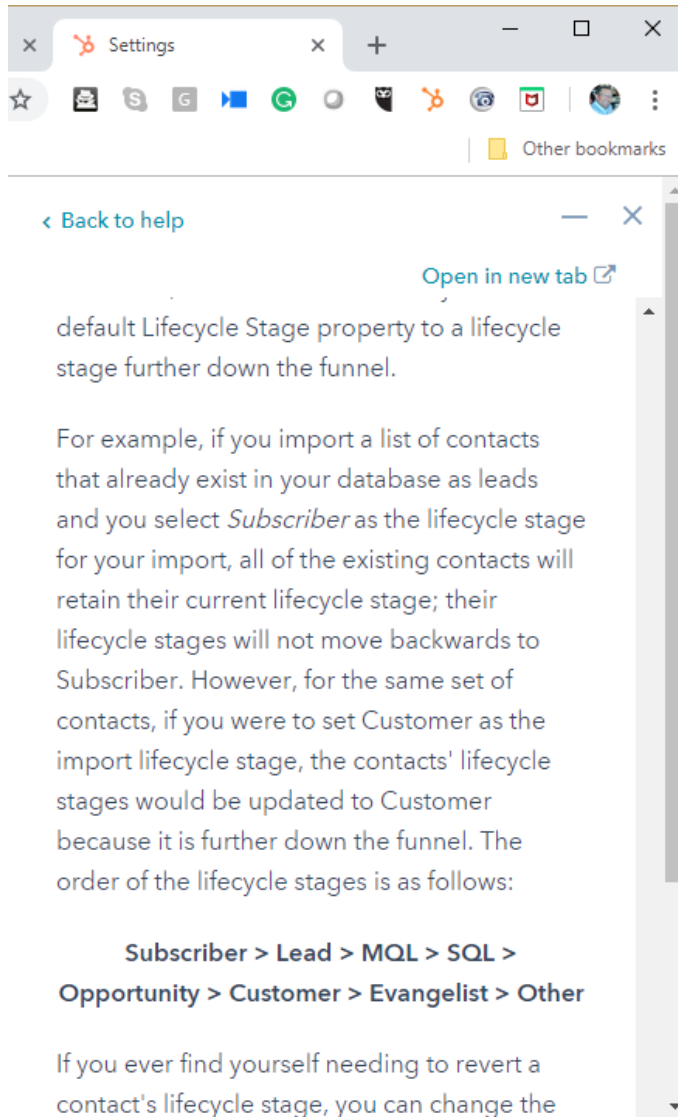 Settings
Other bookmarks
Back to help
Open in new tab
default Lifecycle Stage property to a lifecycle
stage further down the funnel.
For example, if you import a list of contacts
that already exist in your database as leads
and you select Subscriber as the lifecycle stage
for your import, all of the existing contacts will
retain their current lifecycle stage; their
lifecycle stages will not move backwards to
Subscriber. However, for the same set of
contacts, if you were to set Customer as the
import lifecycle stage, the contacts' lifecycle
stages would be updated to Customer
because it is further down the funnel. The
order of the lifecycle stages is as follows:
Subscriber > Lead > MQL > SQL >
Opportunity > Customer > Evangelist > Other
If you ever find yourself needing to revert a
contact's lifecycle stage, you can change the